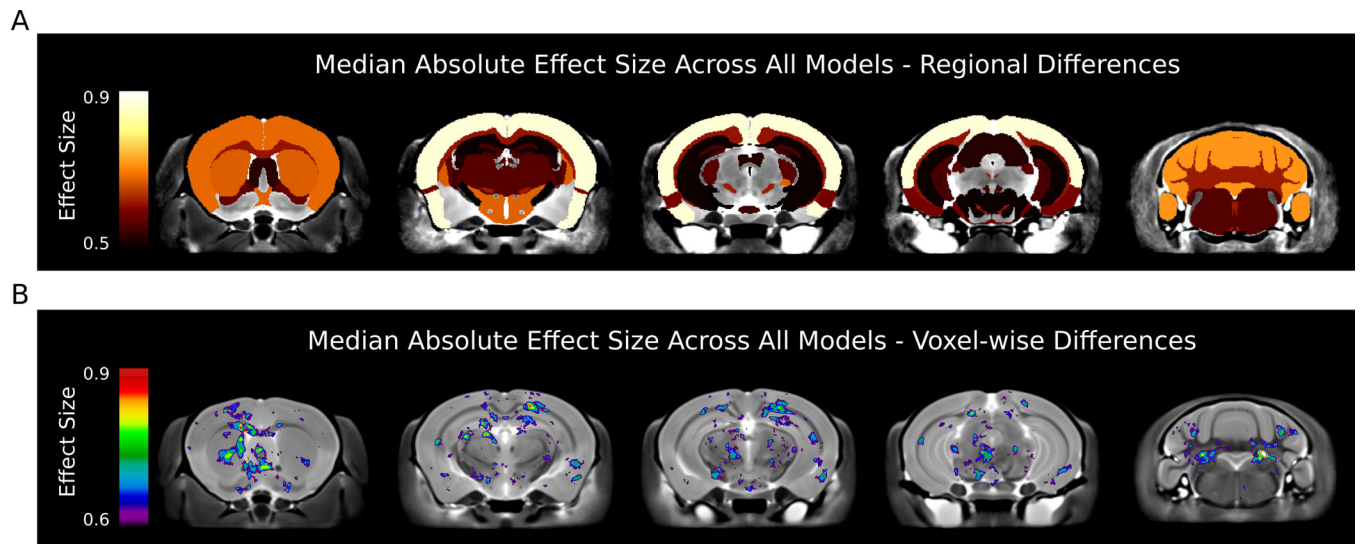 A
Median Absolute Effect Size Across All Models - Regional Differences
0.9
Effect Size
0.5
B
Median Absolute Effect Size Across All Models - Voxel-wise Differences
0.9
Effect Size
0.6